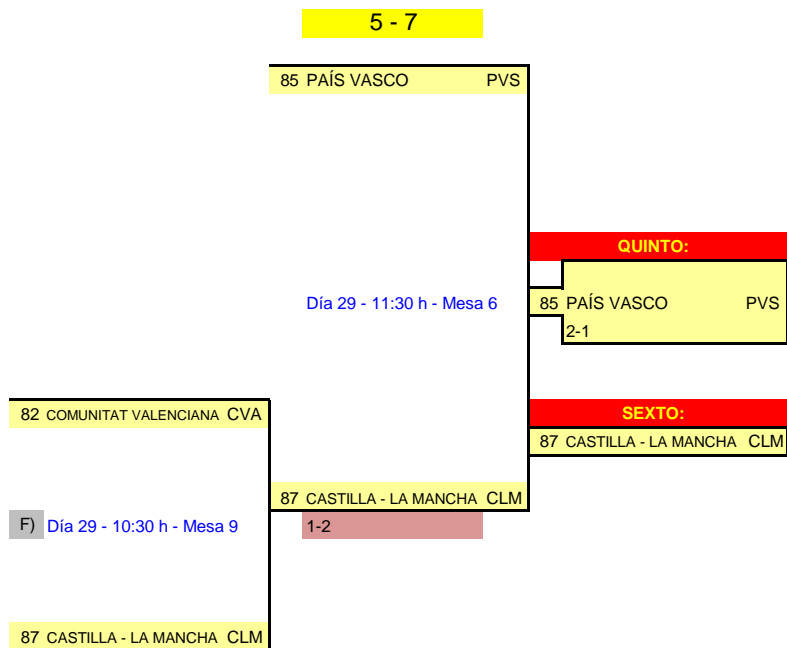 5 - 7
85 PAÍS VASCO PVS
QUINTO:
Día 29 - 11:30 h - Mesa 6
85 PAÍS VASCO PVS
2-1
82 COMUNITAT VALENCIANA CVA
SEXTO:
87 CASTILLA - LA MANCHA CLM
87 CASTILLA - LA MANCHA CLM
F) Día 29 - 10:30 h - Mesa 9
1-2
87 CASTILLA - LA MANCHA CLM